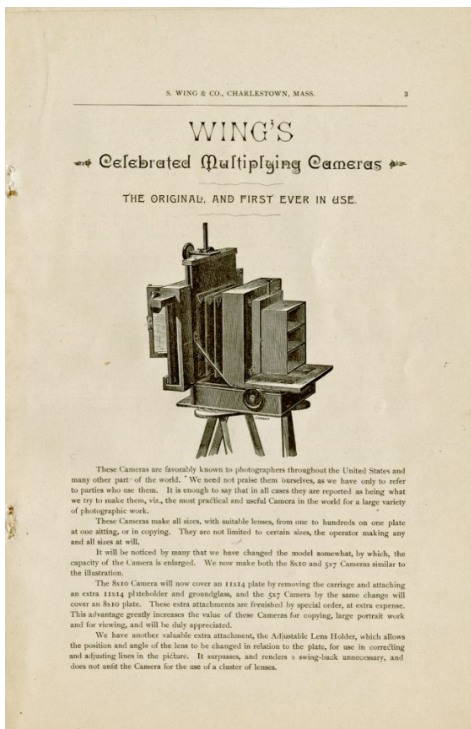 S. WING & CO., CHARLESTOWN, MASS. 3
WING'S
Celebrated Multiplying Cameras
THE ORIGINAL, AND FIRST EVER IN USE.
These Cameras are favorably known to photographers throughout the United States and
many other part of the world. We need not praise them ourselves, as we have only to refer
to parties who use them. It is enough to say that in all cases they are reported as being what
we try to make them, viz., the most practical and useful Camera in the world for a large variety
of photographic work.
These Cameras make all sizes, with suitable lenses, from one to hundreds on one plate
at one sitting, or in copying. They are not limited to certain sizes, the operator making any
and all sizes at will.
It will be noticed by many that we have changed the model somewhat, by which, the
capacity of the Camera is enlarged. We now make both the 8x10 and 5x7 Cameras similar to
the illustration.
The 8x10 Camera will now cover an 11x14 plate by removing the carriage and attaching
an extra 11x14 plateholder and groundglass, and the 5x7 Camera by the same change will
cover an 8x10 plate. These extra attachments are furnished by special order, at extra expense.
This advantage greatly increases the value of these Cameras for copying, large portrait work
and for viewing, and will be duly appreciated.
We have another valuable extra attachment, the Adjustable Lens Holder, which allows
the position and angle of the lens to be changed in relation to the plate, for use in correcting
and adjusting lines in the picture. It surpasses, and renders a swing-back unnecessary, and
does not unfit the Camera for the use of a cluster of lenses.